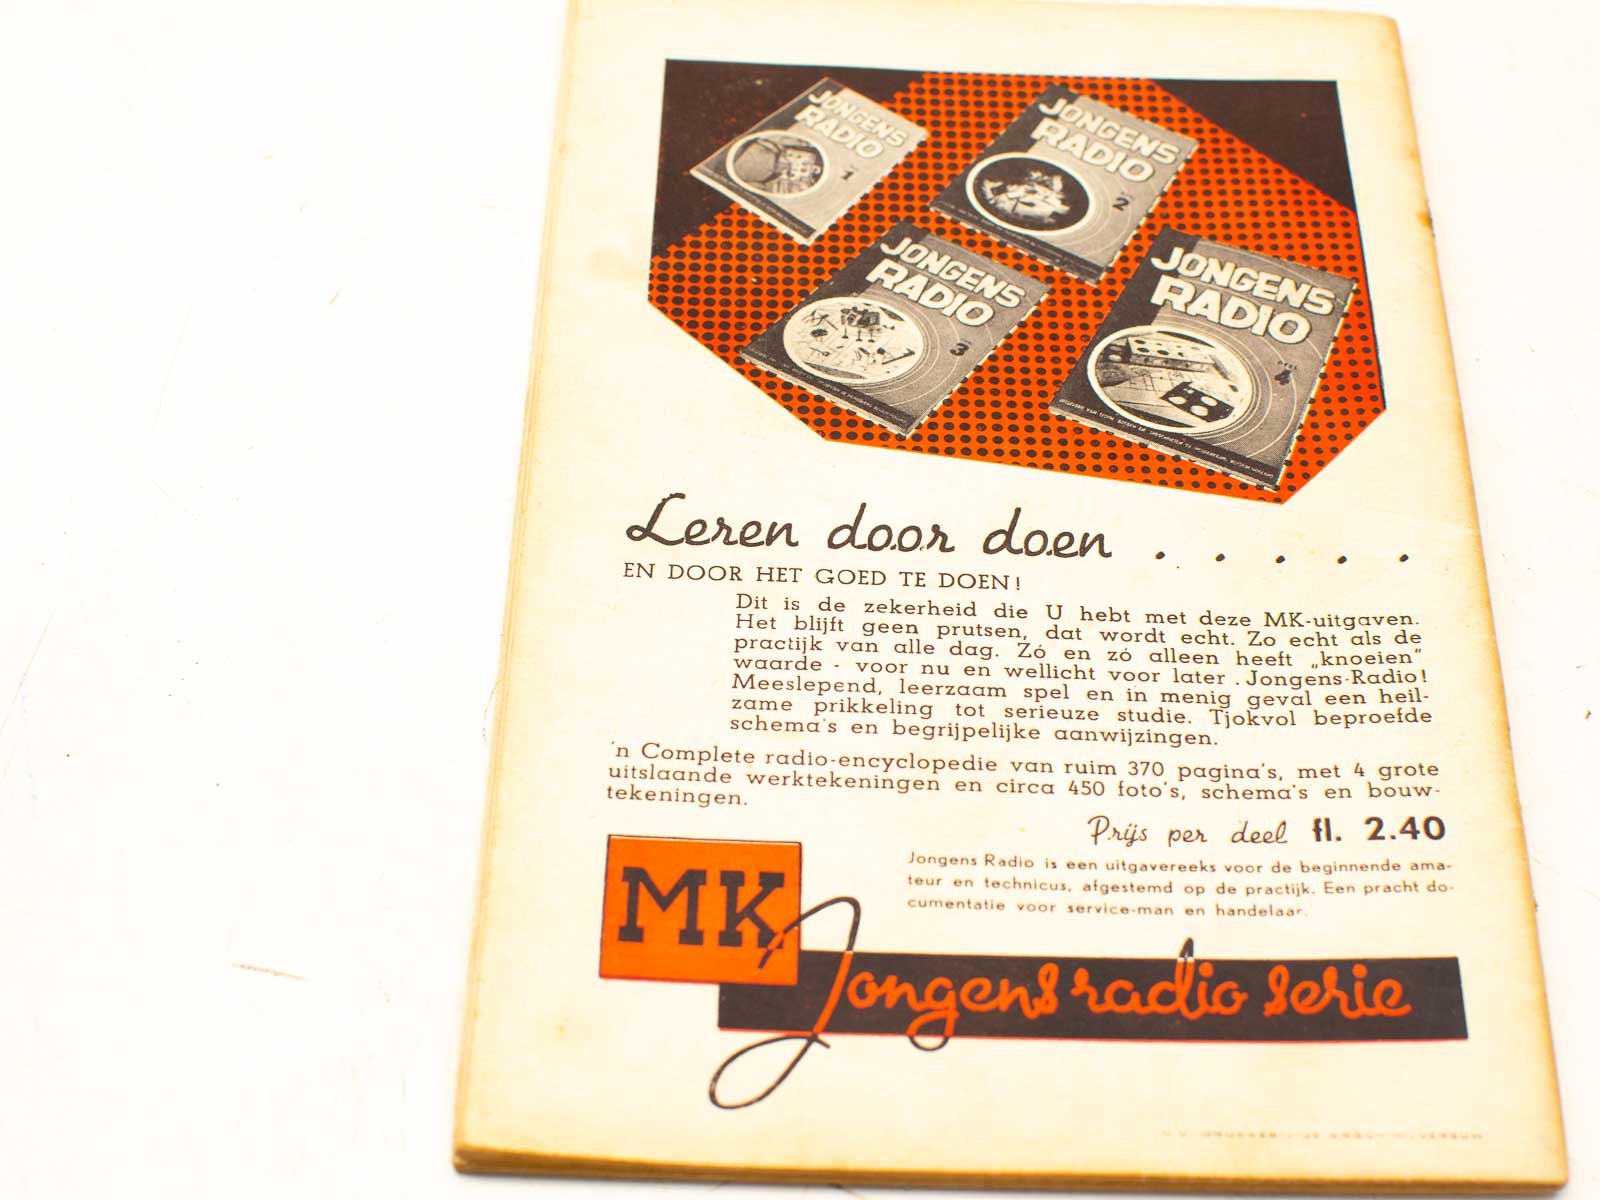 JONGENS
RADIO
1
JONGENS
RADIO
2
JONGENS
RADIO
3
JONGENS
RADIO
DEEL
4
Leren door doen . . . . .
EN DOOR HET GOED TE DOEN!
Dit is de zekerheid die U hebt met deze MK-uitgaven.
Het blijft geen prutsen, dat wordt echt. Zo echt als de
practijk van alle dag. Zó en zó alleen heeft „knoeien”
waarde - voor nu en wellicht voor later . Jongens-Radio!
Meeslepend, leerzaam spel en in menig geval een heil-
zame prikkeling tot serieuze studie. Tjokvol beproefde
schema's en begrijpelijke aanwijzingen.
'n Complete radio-encyclopedie van ruim 370 pagina's, met 4 grote
uitslaande werktekeningen en circa 450 foto's, schema's en bouw-
tekeningen.
Prijs per deel fl. 2.40
Jongens Radio is een uitgavereeks voor de beginnende ama-
teur en technicus, afgestemd op de practijk. Een pracht do-
cumentatie voor service-man en handelaar.
MK
Jongens radio serie